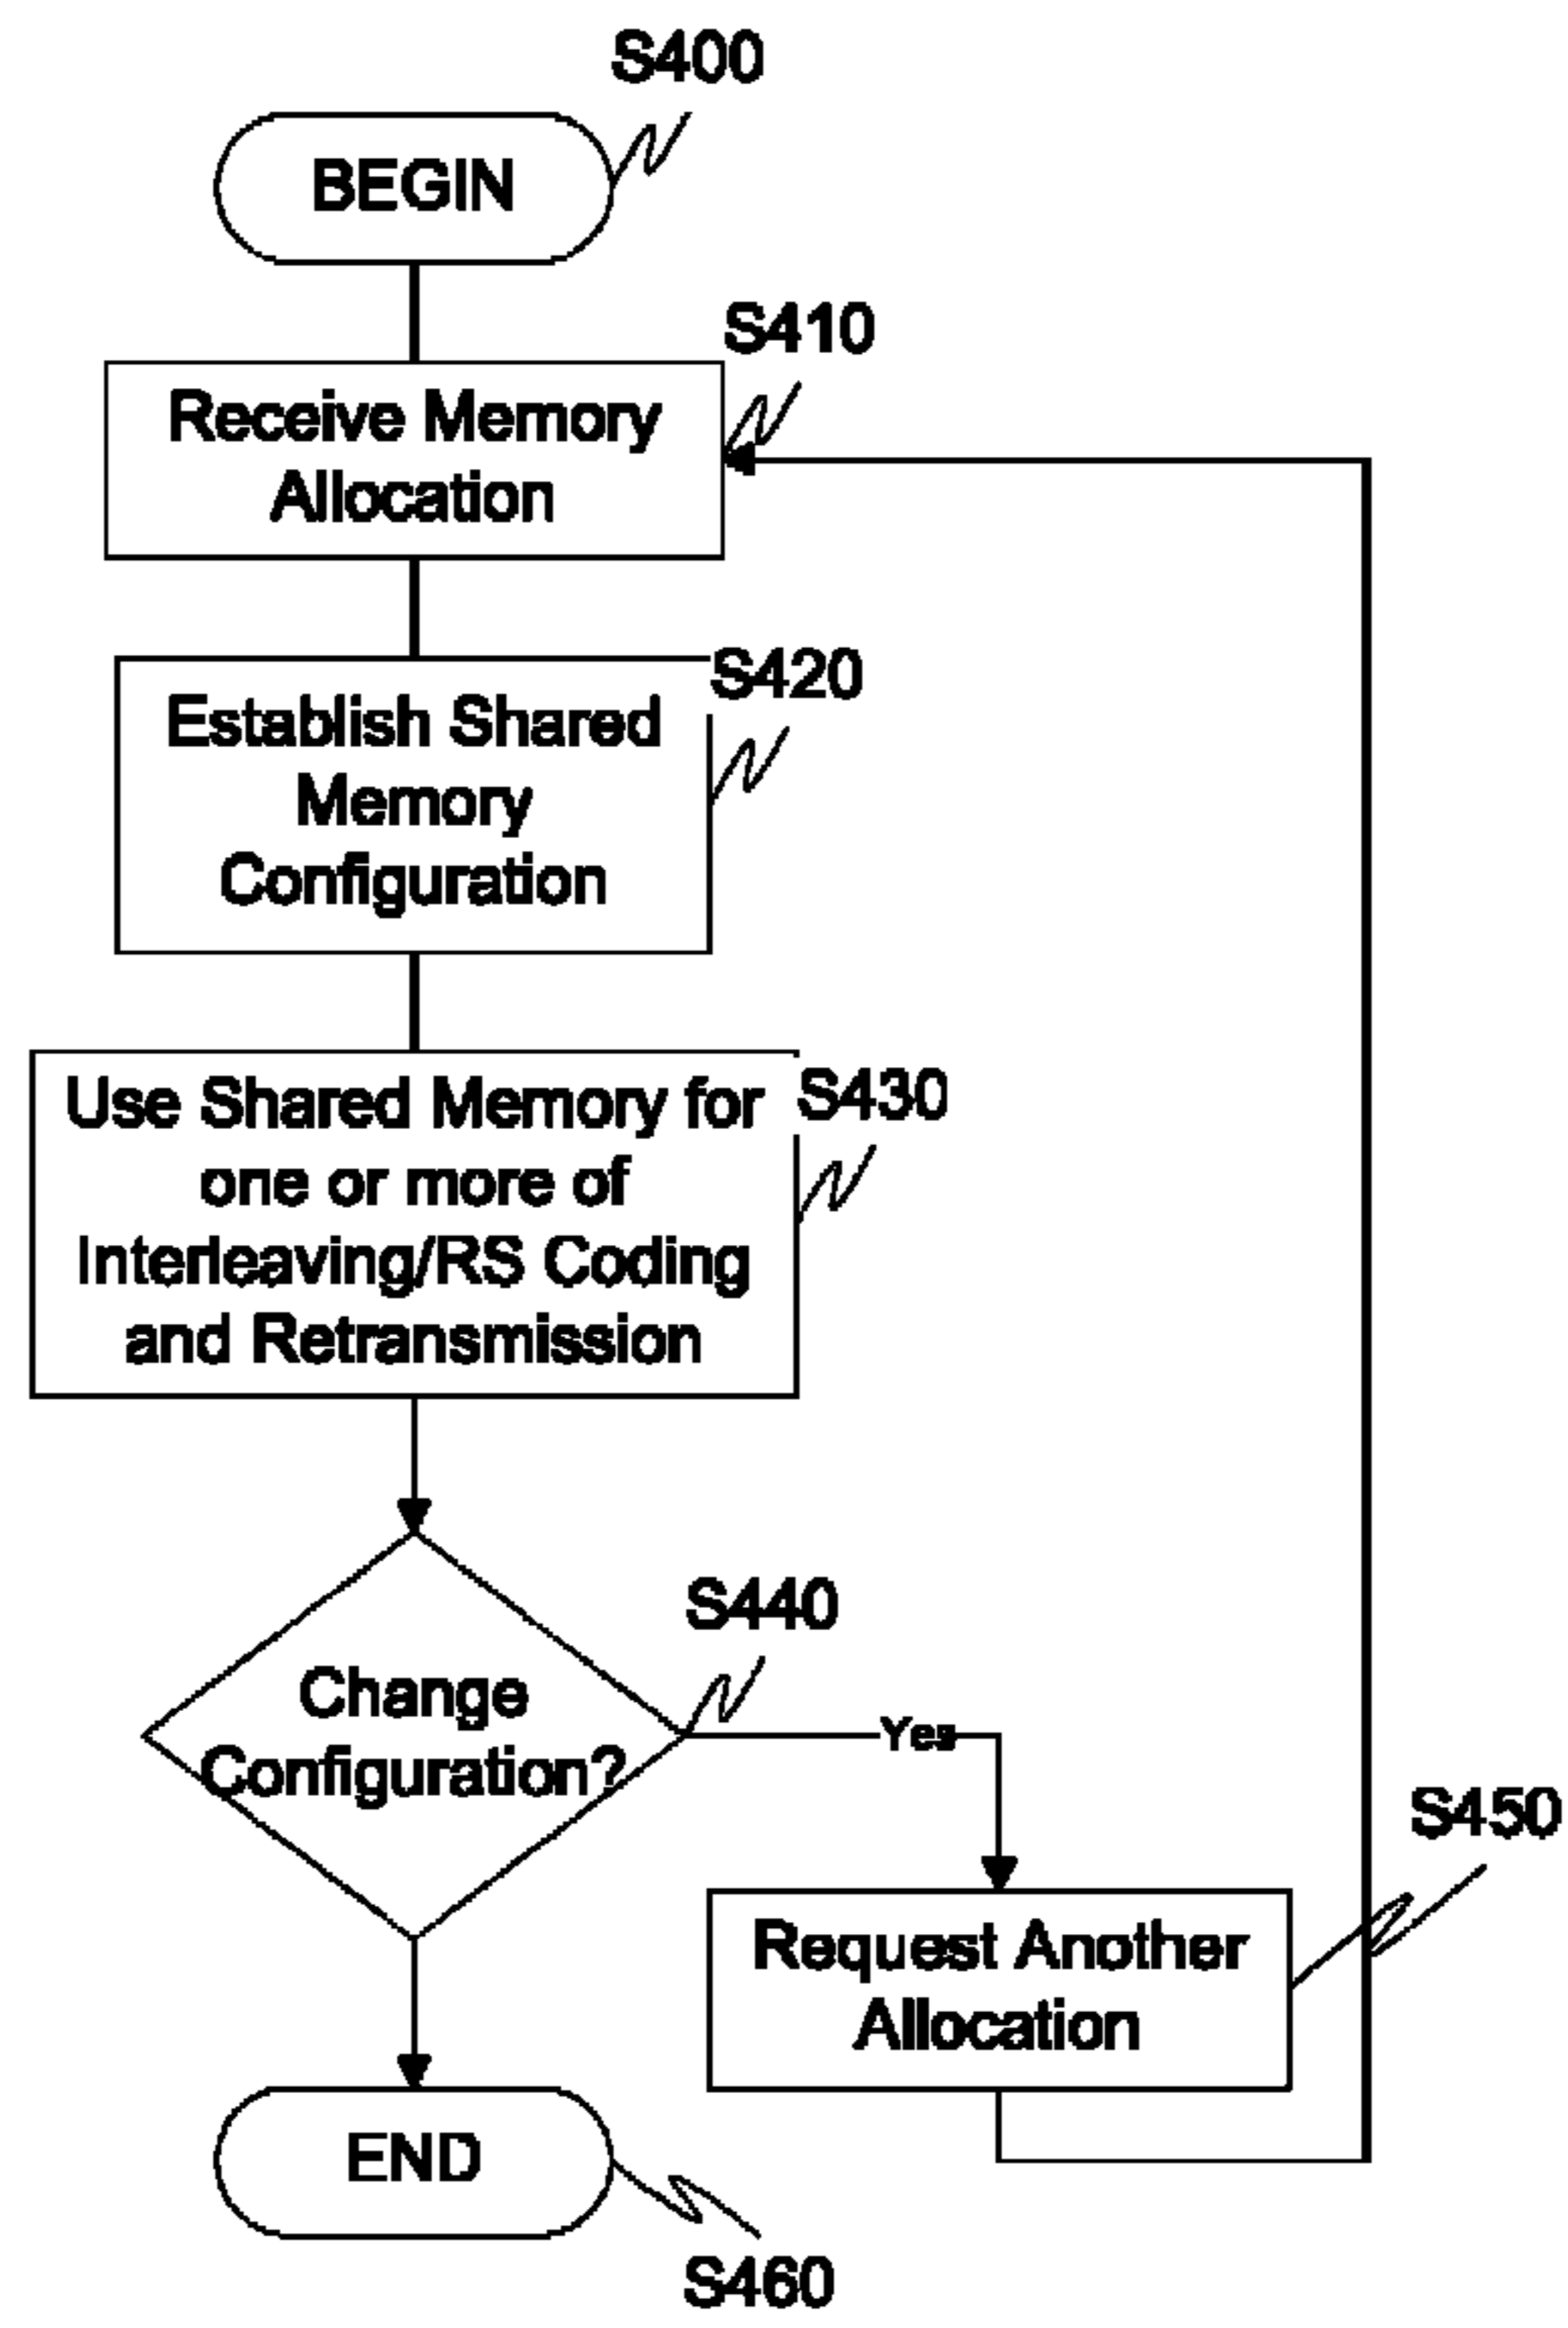 S400
BEGIN
S410
Receive Memory
Allocation
S420
Establish Shared
Memory
Configuration
S430
Use Shared Memory for
one or more of
Interleaving/RS Coding
and Retransmission
S440
Change
Configuration?
Yes
S450
Request Another
Allocation
END
S460